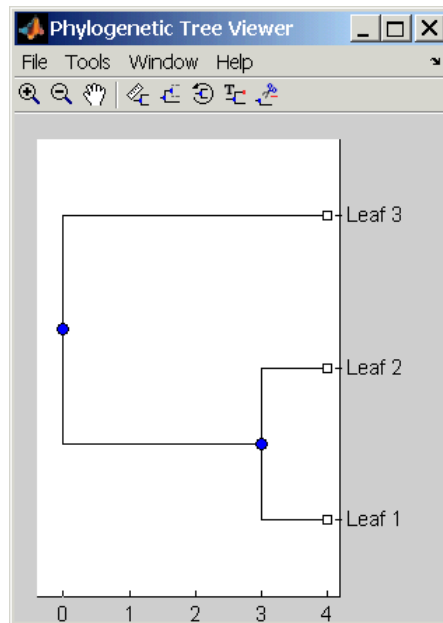 Phylogenetic Tree Viewer
File Tools Window Help
Leaf 3
Leaf 2
Leaf 1
0 1 2 3 4